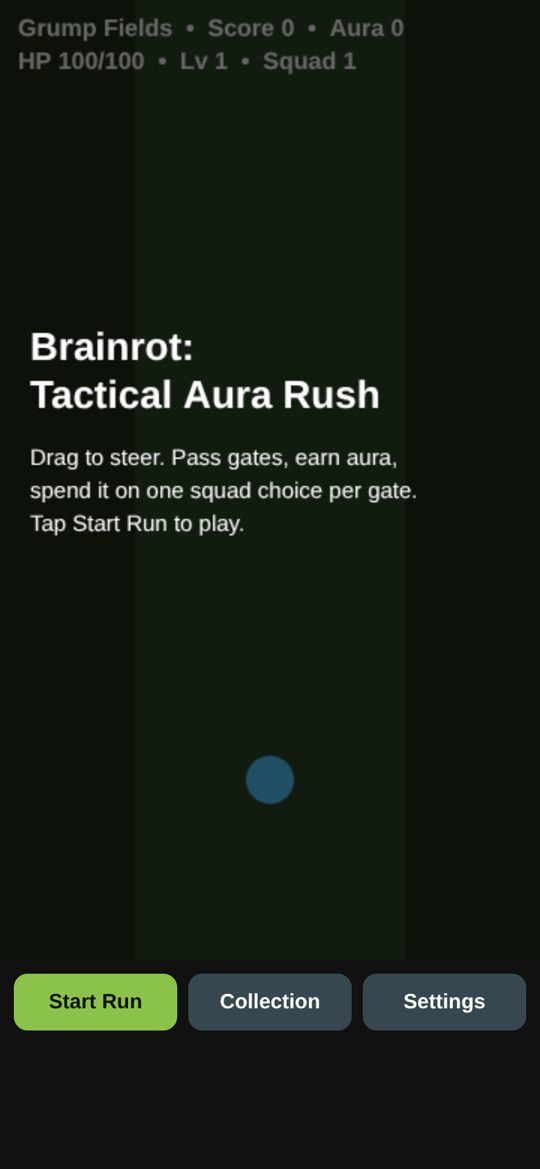 Grump Fields • Score 0 • Aura 0
HP 100/100 • Lv 1 • Squad 1
Brainrot:
Tactical Aura Rush
Drag to steer. Pass gates, earn aura,
spend it on one squad choice per gate.
Tap Start Run to play.
Start Run
Collection
Settings